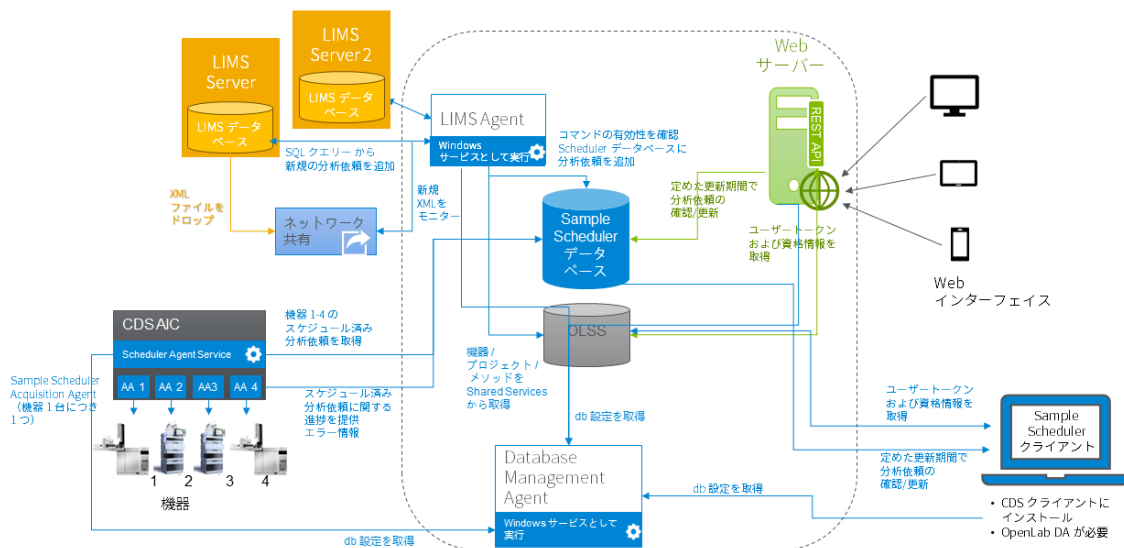 LIMS
Server
LIMS データ
ベース
LIMS
Server 2
LIMS データ
ベース
LIMS Agent
Windows
サービスとして実行
SQL クエリー から
新規の分析依頼を追加
コマンドの有効性を確認
Scheduler データベースに
分析依頼を追加
XML
ファイルを
ドロップ
ネットワーク
共有
新規
XMLを
モニター
Sample
Scheduler
データ
ベース
定めた更新期間で
分析依頼の
確認/更新
Web
サーバー
REST API
ユーザートークン
および資格情報を
取得
Web
インターフェイス
OLSS
機器 /
プロジェクト /
メソッドを
Shared Services
から取得
db 設定を取得
機器 1-4 の
スケジュール済み
分析依頼を取得
CDS AIC
Scheduler Agent Service
AA 1
AA 2
AA3
AA 4
Sample Scheduler
Acquisition Agent
（機器 1 台につき
1 つ）
スケジュール済み
分析依頼に関する
進捗を提供
エラー情報
1
2
3
4
機器
db 設定を取得
Database
Management
Agent
Windows サービスとして
実行
db 設定を取得
ユーザートークン
および資格情報を
取得
定めた更新期間で
分析依頼の
確認/更新
Sample
Scheduler
クライアント
• CDS クライアントに
インストール
• OpenLab DA が必要